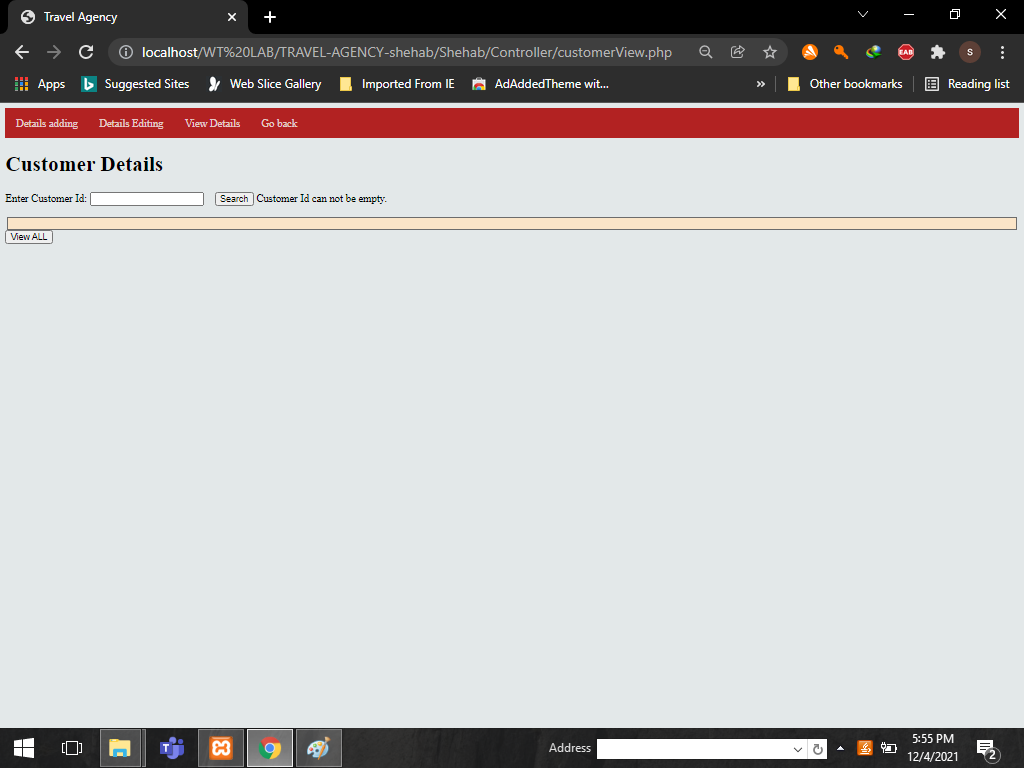 Travel Agency
localhost/WT%20LAB/TRAVEL-AGENCY-shehab/Shehab/Controller/customerView.php
EAB
S
Apps
Suggested Sites
Web Slice Gallery
Imported From IE
AdAddedTheme wit...
»
Other bookmarks
Reading list
Details adding
Details Editing
View Details
Go back
Customer Details
Enter Customer Id:
Search
Customer Id can not be empty.
View ALL
Address
5:55 PM
12/4/2021
2